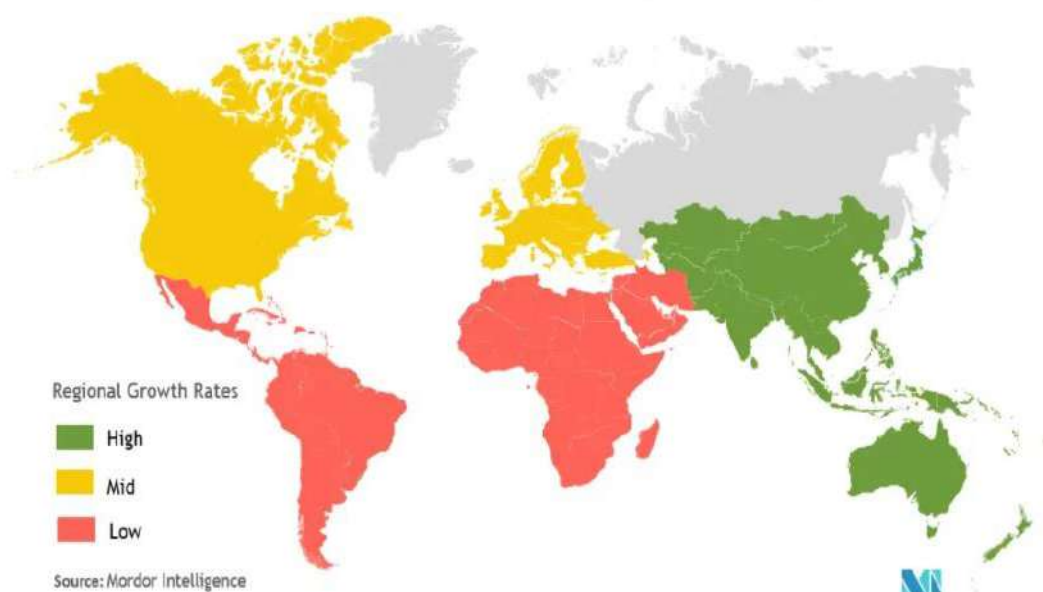 Regional Growth Rates
High
Mid
Low
Source: Mordor Intelligence